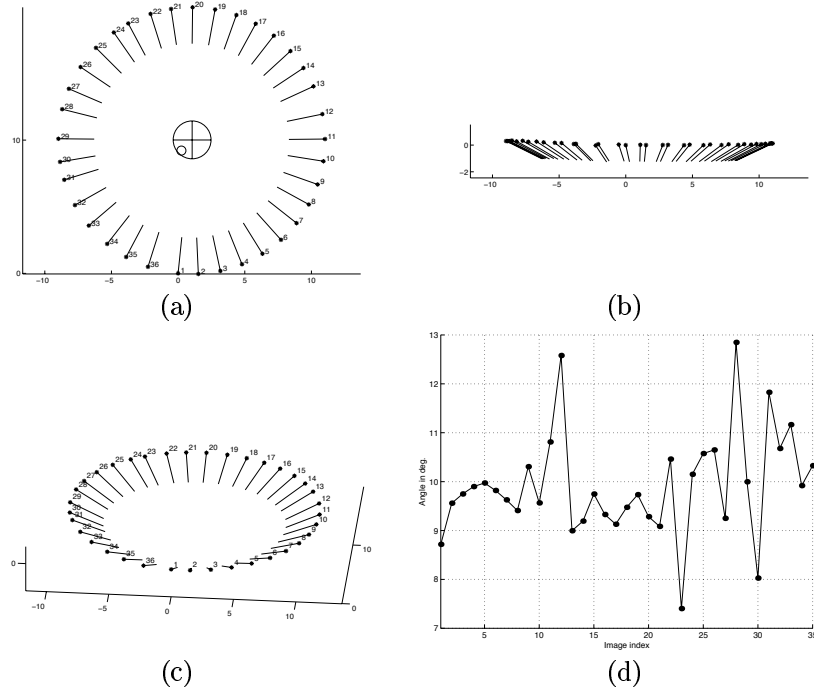 20
21 19
22 18
23 17
24 16
25 15
26 14
27 13
28 12
10 29 11
30 10
31 9
32 8
33 7
34 6
35 5
36 1 2 3 4
0
−10 −5 0 5 10
(a)
0
−2
−10 −5 0 5 10
(b)
22 21 20 19
23 18
24 17
25 16
26 15
27 14
28 13
29 12
30 11
31 10
32 9
33 8
34 7
35 6
36 1 2 3 4 5
0
10
0
−10 −5 0 5 10
(c)
13
12
11
10
9
8
7
Angle in deg.
5 10 15 20 25 30 35
Image index
(d)